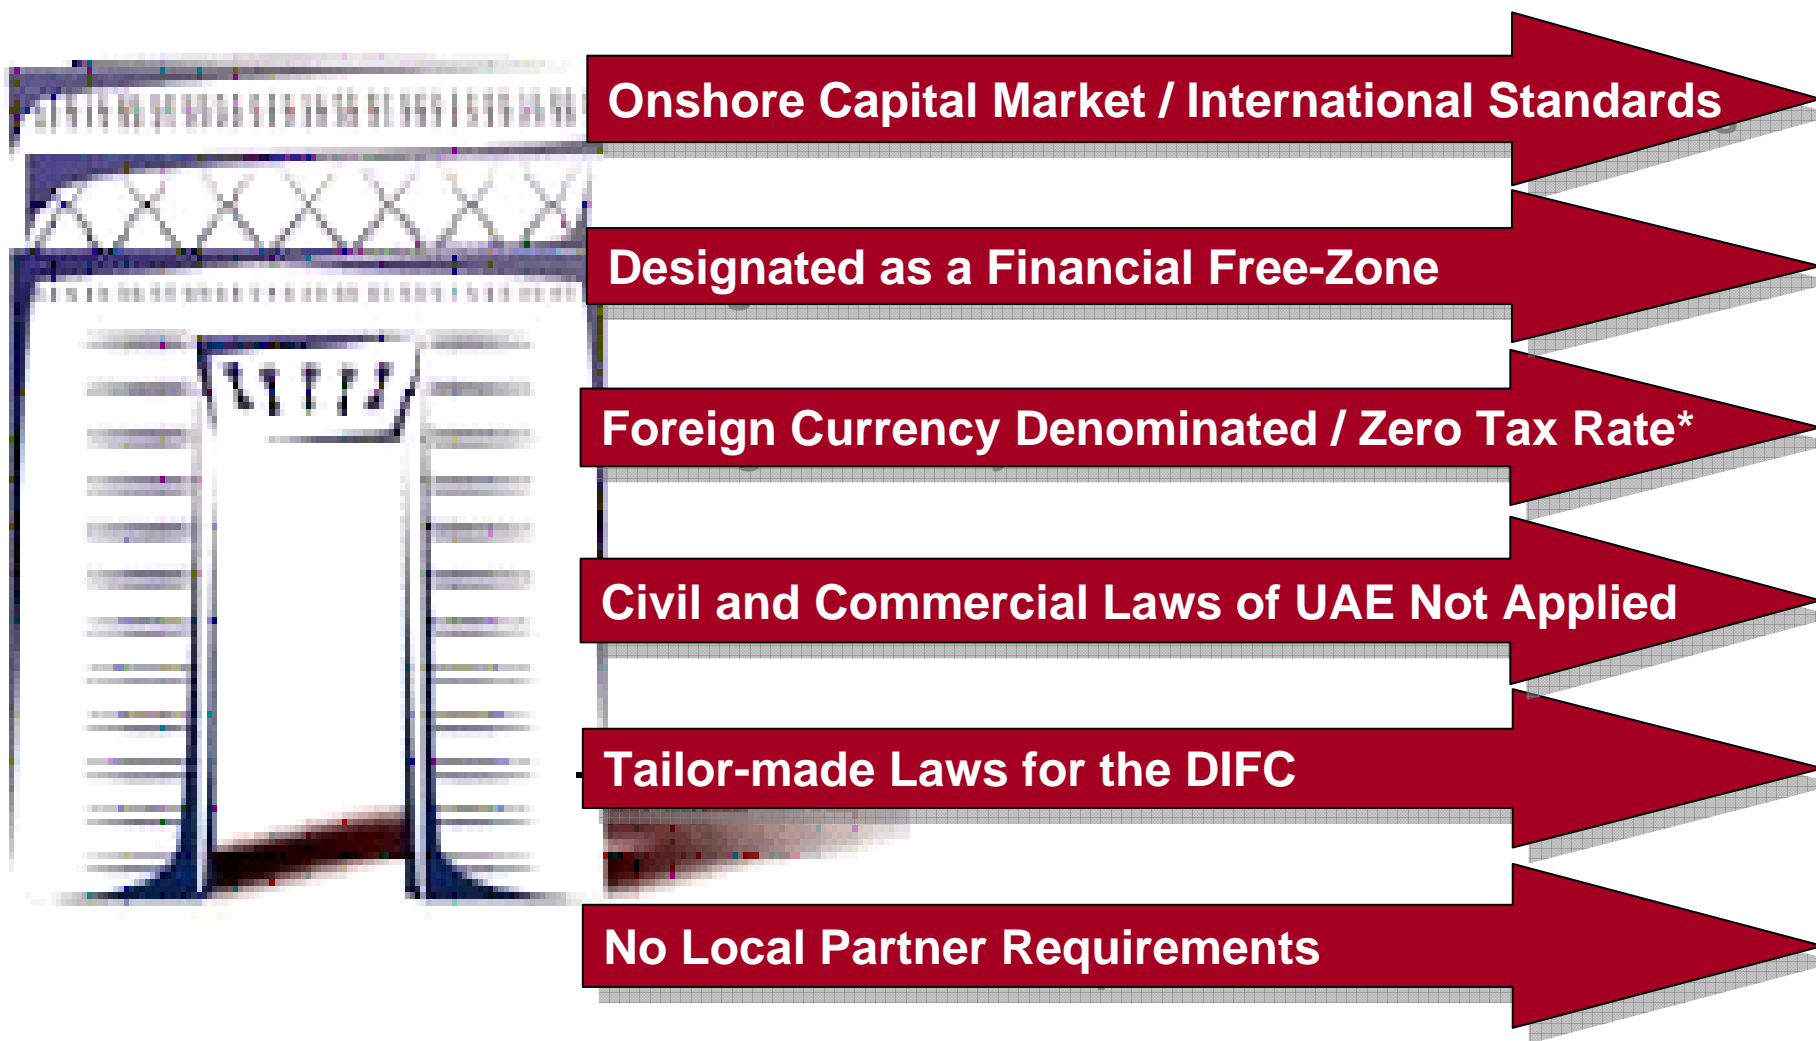 Onshore Capital Market / International Standards
Designated as a Financial Free-Zone
Foreign Currency Denominated / Zero Tax Rate*
Civil and Commercial Laws of UAE Not Applied
Tailor-made Laws for the DIFC
No Local Partner Requirements